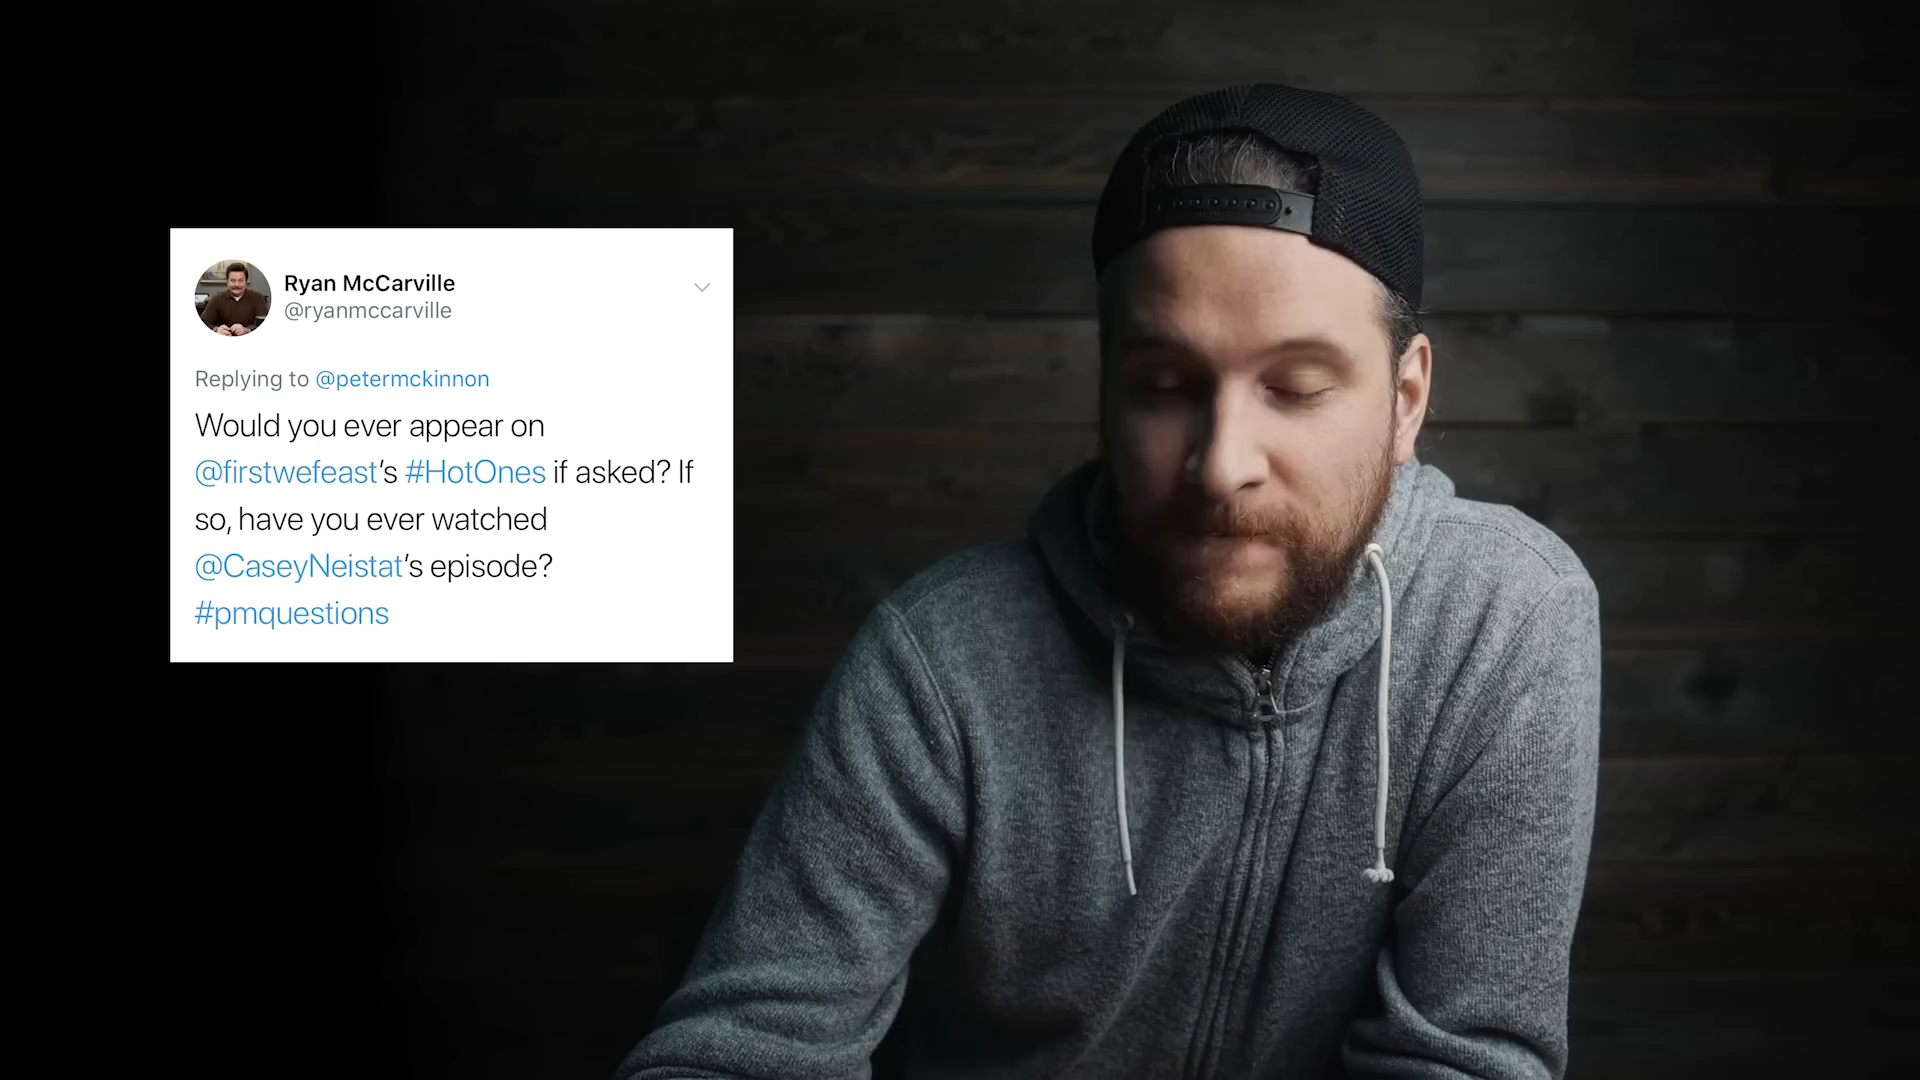 Ryan McCarville
@ryanmccarville
Replying to @petermckinnon
Would you ever appear on
@firstwefeast‘s #HotOnes if asked? If
so, have you ever watched
@CaseyNeistat‘s episode?
#pmquestions